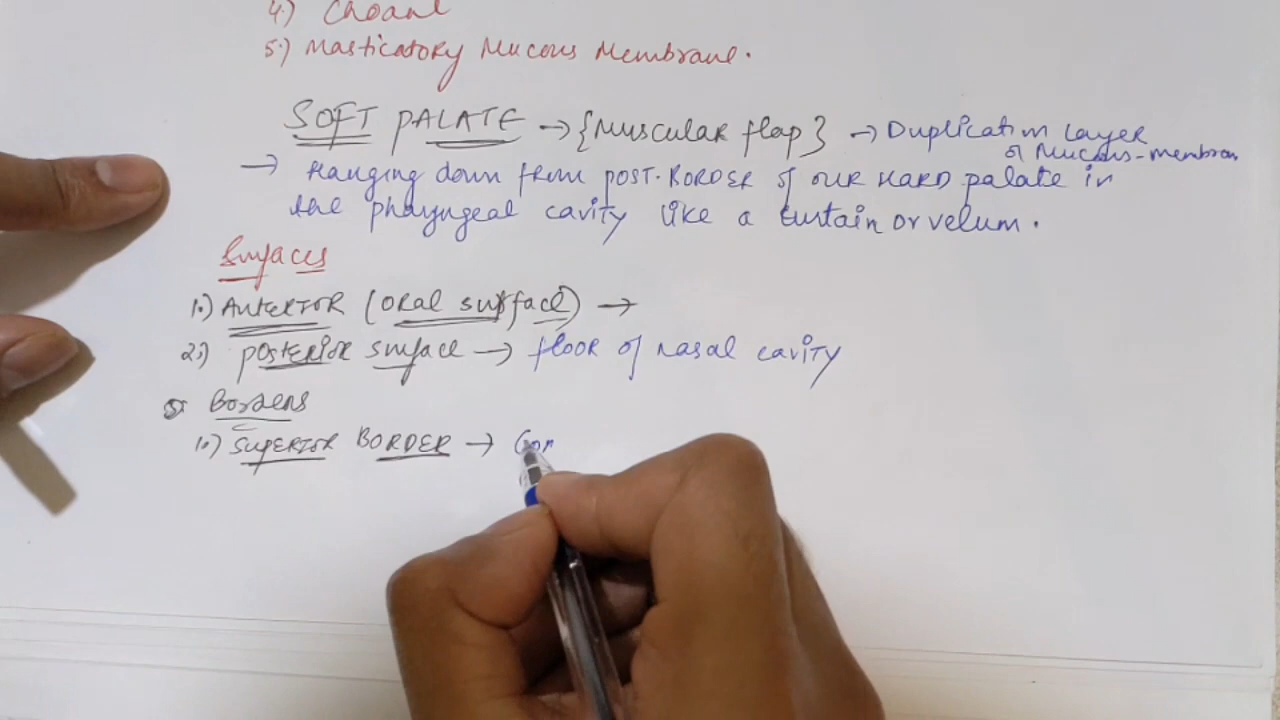 4.) Choanae
5.) Masticatory Mucous Membrane.
SOFT PALATE → {Muscular flap} → Duplication Layer
of Mucous-membran
→ Hanging down from POST. BORDER of our HARD palate in
the pharyngeal cavity like a curtain or velum.
Surfaces
1.) ANTERIOR (oral surface) →
2.) POSTERIOR surface → floor of nasal cavity
Borders
1.) SUPERIOR BORDER → Con